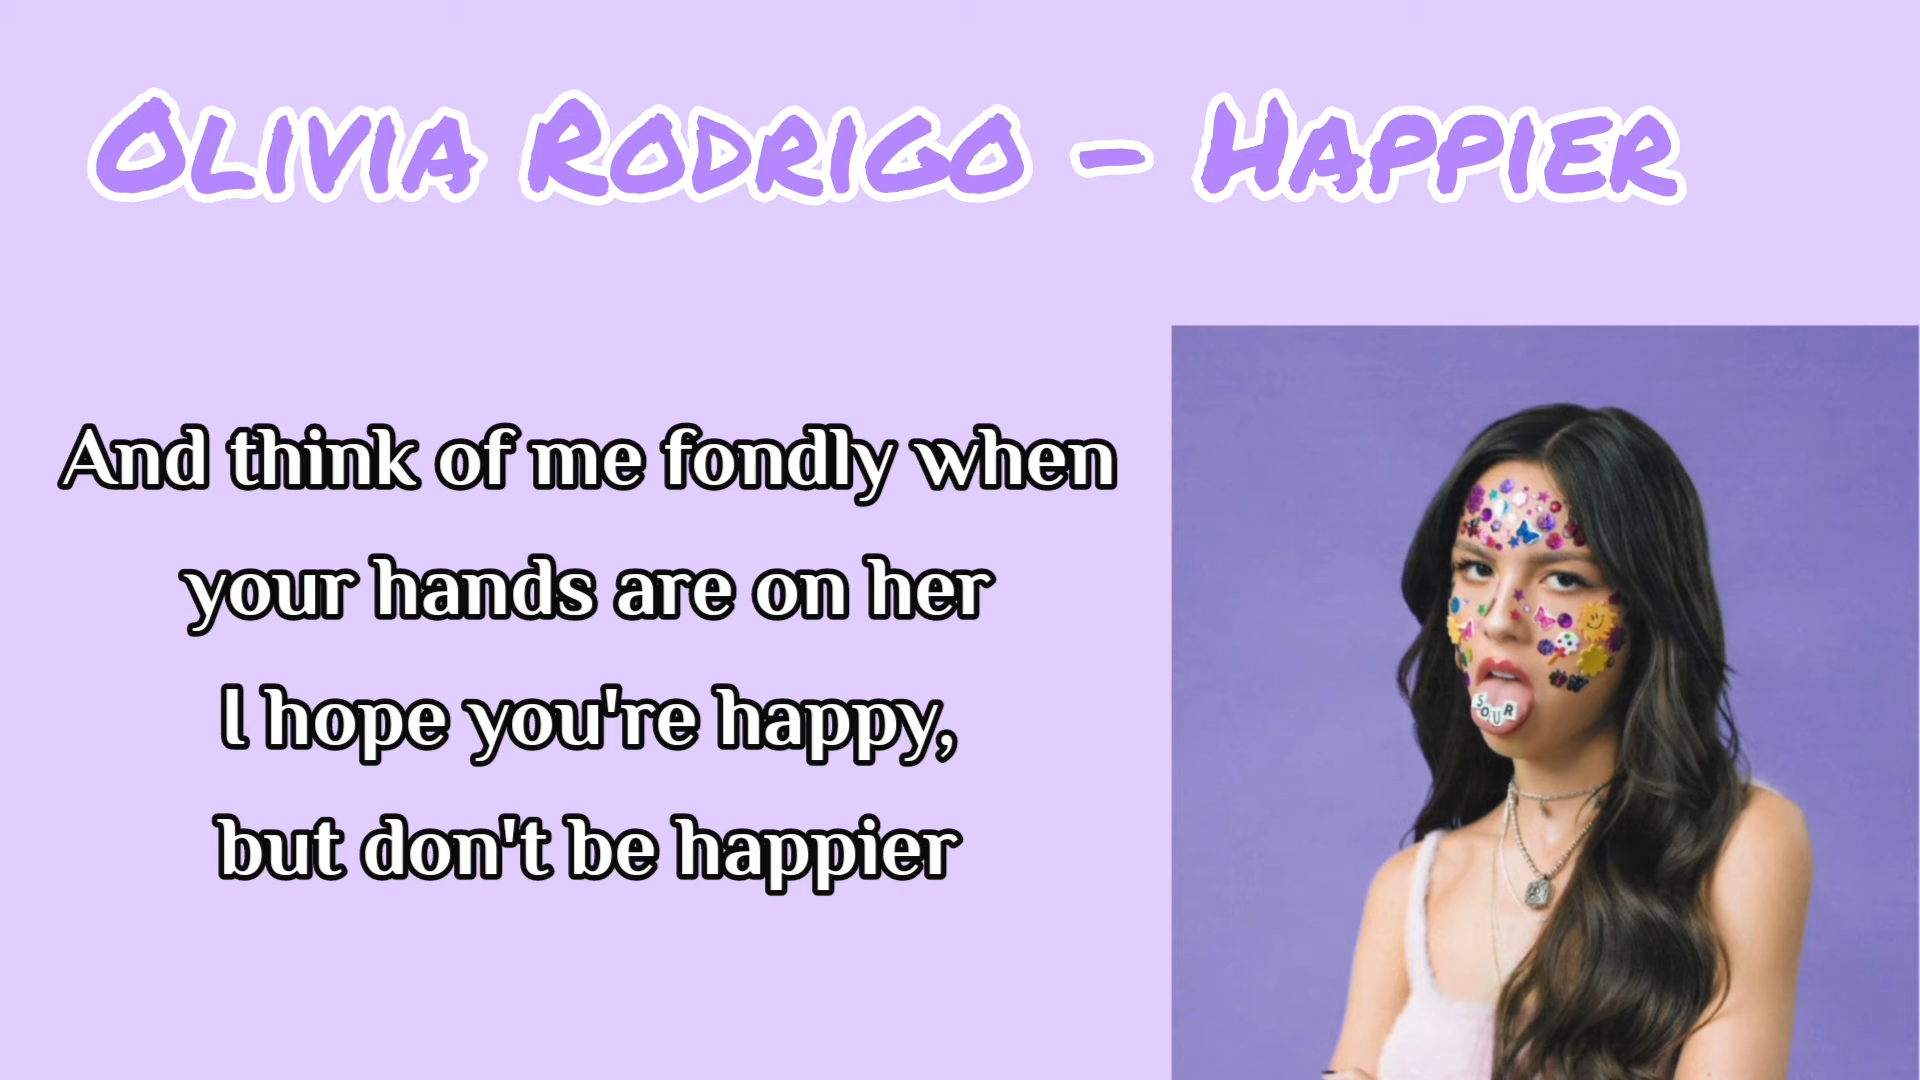 Olivia Rodrigo - Happier
And think of me fondly when
your hands are on her
I hope you're happy,
but don't be happier
SOUR